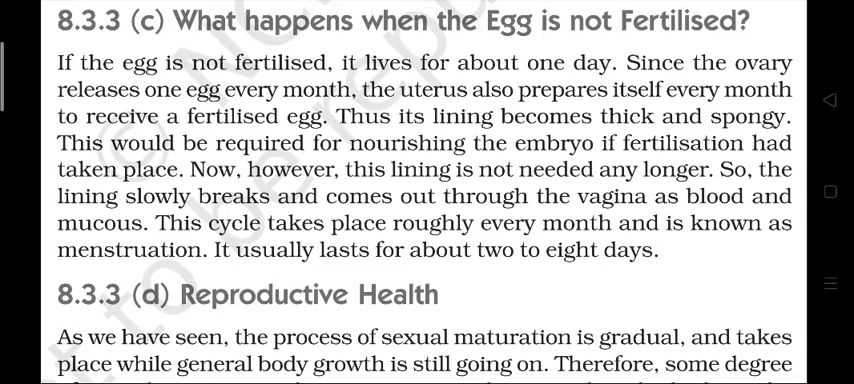 8.3.3 (c) What happens when the Egg is not Fertilised?
If the egg is not fertilised, it lives for about one day. Since the ovary
releases one egg every month, the uterus also prepares itself every month
to receive a fertilised egg. Thus its lining becomes thick and spongy.
This would be required for nourishing the embryo if fertilisation had
taken place. Now, however, this lining is not needed any longer. So, the
lining slowly breaks and comes out through the vagina as blood and
mucous. This cycle takes place roughly every month and is known as
menstruation. It usually lasts for about two to eight days.
8.3.3 (d) Reproductive Health
As we have seen, the process of sexual maturation is gradual, and takes
place while general body growth is still going on. Therefore, some degree